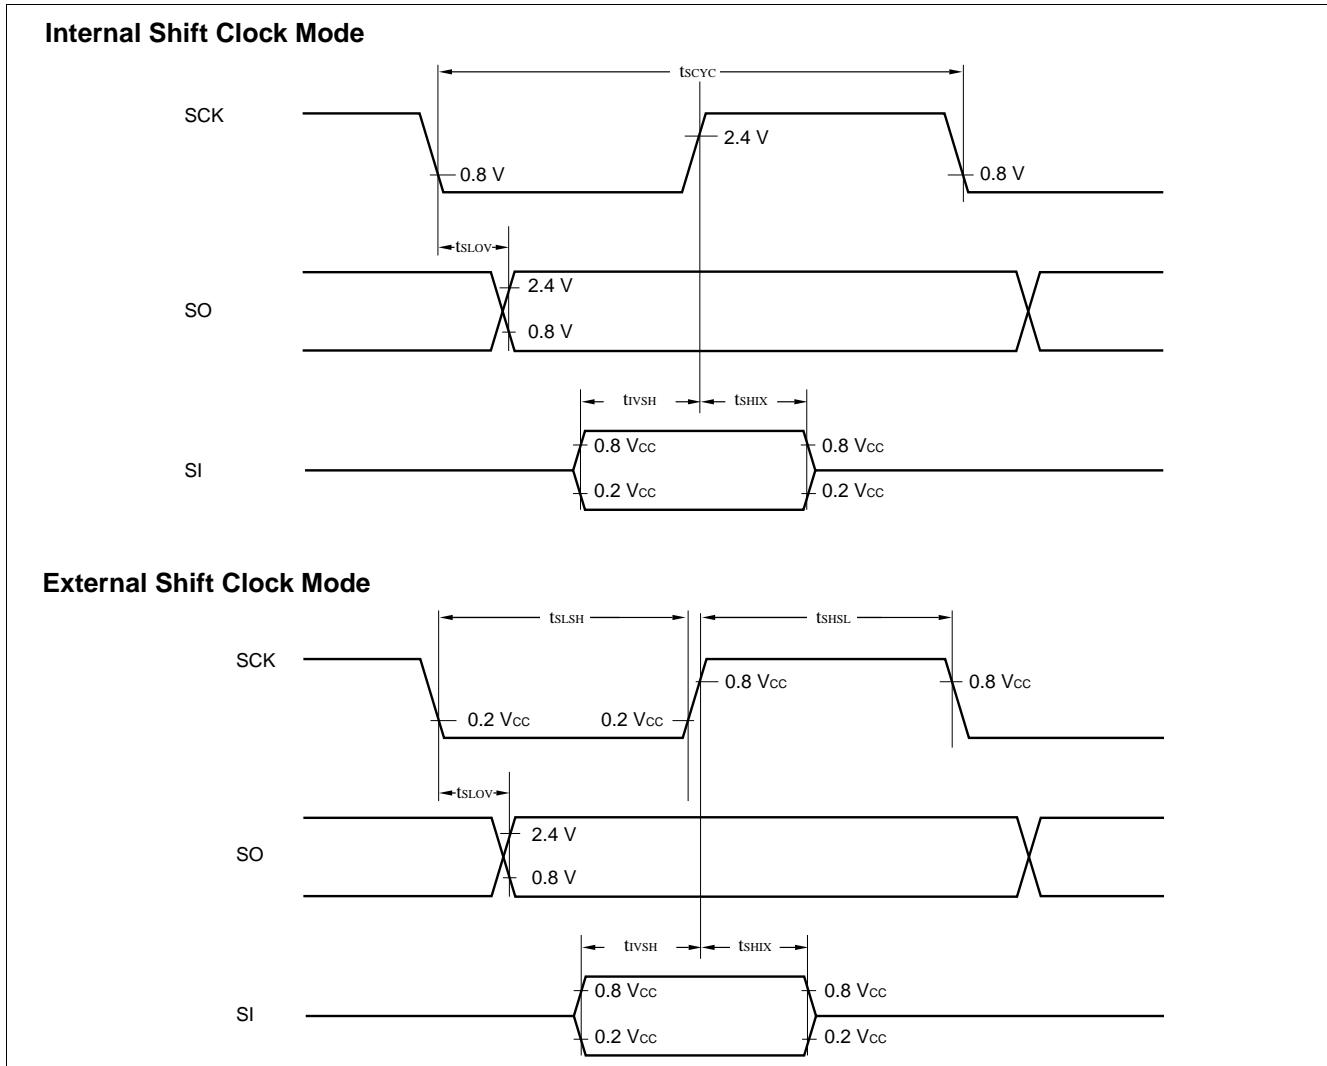 Internal Shift Clock Mode
tSCYC
SCK
2.4 V
0.8 V
0.8 V
tSLOV
2.4 V
SO
0.8 V
tIVSH
tSHIX
0.8 VCC
0.8 VCC
SI
0.2 VCC
0.2 VCC
External Shift Clock Mode
tSLSH
tSHSL
SCK
0.8 VCC
0.8 VCC
0.2 VCC
0.2 VCC
tSLOV
2.4 V
SO
0.8 V
tIVSH
tSHIX
0.8 VCC
0.8 VCC
SI
0.2 VCC
0.2 VCC